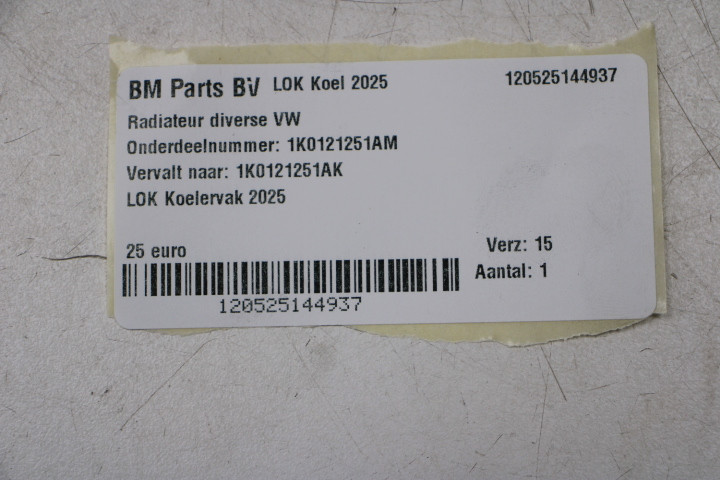 BM Parts BV LOK Koel 2025 120525144937
Radiateur diverse VW
Onderdeelnummer: 1K0121251AM
Vervalt naar: 1K0121251AK
LOK Koelervak 2025
25 euro Verz: 15
Aantal: 1
120525144937